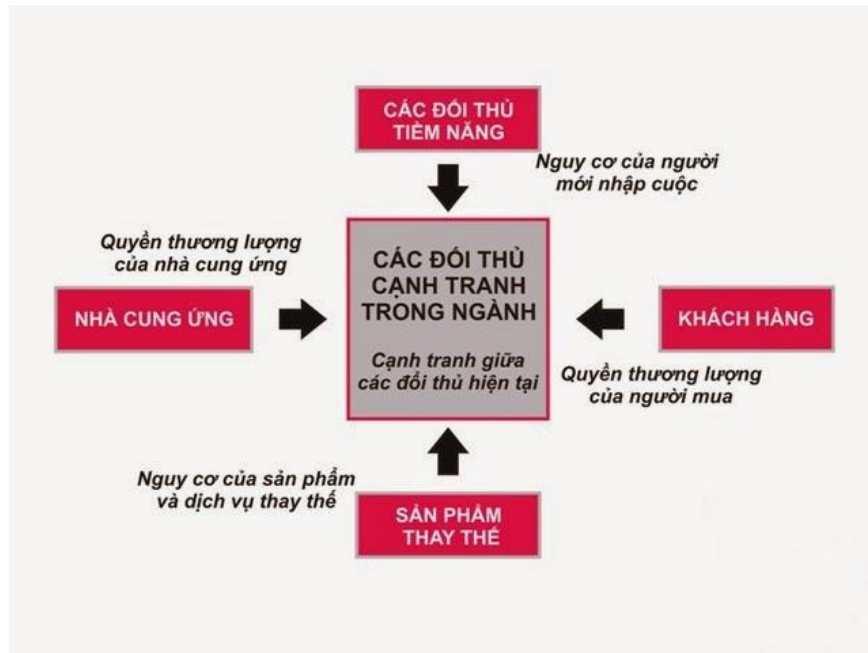 CÁC ĐỐI THỦ
TIỀM NĂNG
Nguy cơ của người
mới nhập cuộc
Quyền thương lượng
của nhà cung ứng
NHÀ CUNG ỨNG
CÁC ĐỐI THỦ
CẠNH TRANH
TRONG NGÀNH
Cạnh tranh giữa
các đối thủ hiện tại
KHÁCH HÀNG
Quyền thương lượng
của người mua
Nguy cơ của sản phẩm
và dịch vụ thay thế
SẢN PHẨM
THAY THẾ